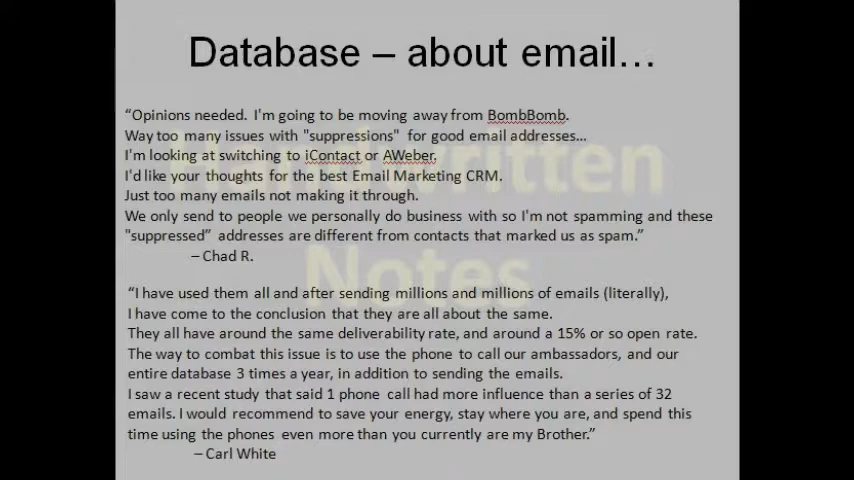 Database – about email…
“Opinions needed. I'm going to be moving away from BombBomb.
Way too many issues with "suppressions" for good email addresses…
I'm looking at switching to iContact or AWeber.
I'd like your thoughts for the best Email Marketing CRM.
Just too many emails not making it through.
We only send to people we personally do business with so I'm not spamming and these
"suppressed” addresses are different from contacts that marked us as spam.”
– Chad R.
“I have used them all and after sending millions and millions of emails (literally),
I have come to the conclusion that they are all about the same.
They all have around the same deliverability rate, and around a 15% or so open rate.
The way to combat this issue is to use the phone to call our ambassadors, and our
entire database 3 times a year, in addition to sending the emails.
I saw a recent study that said 1 phone call had more influence than a series of 32
emails. I would recommend to save your energy, stay where you are, and spend this
time using the phones even more than you currently are my Brother.”
– Carl White
Handwritten
Notes